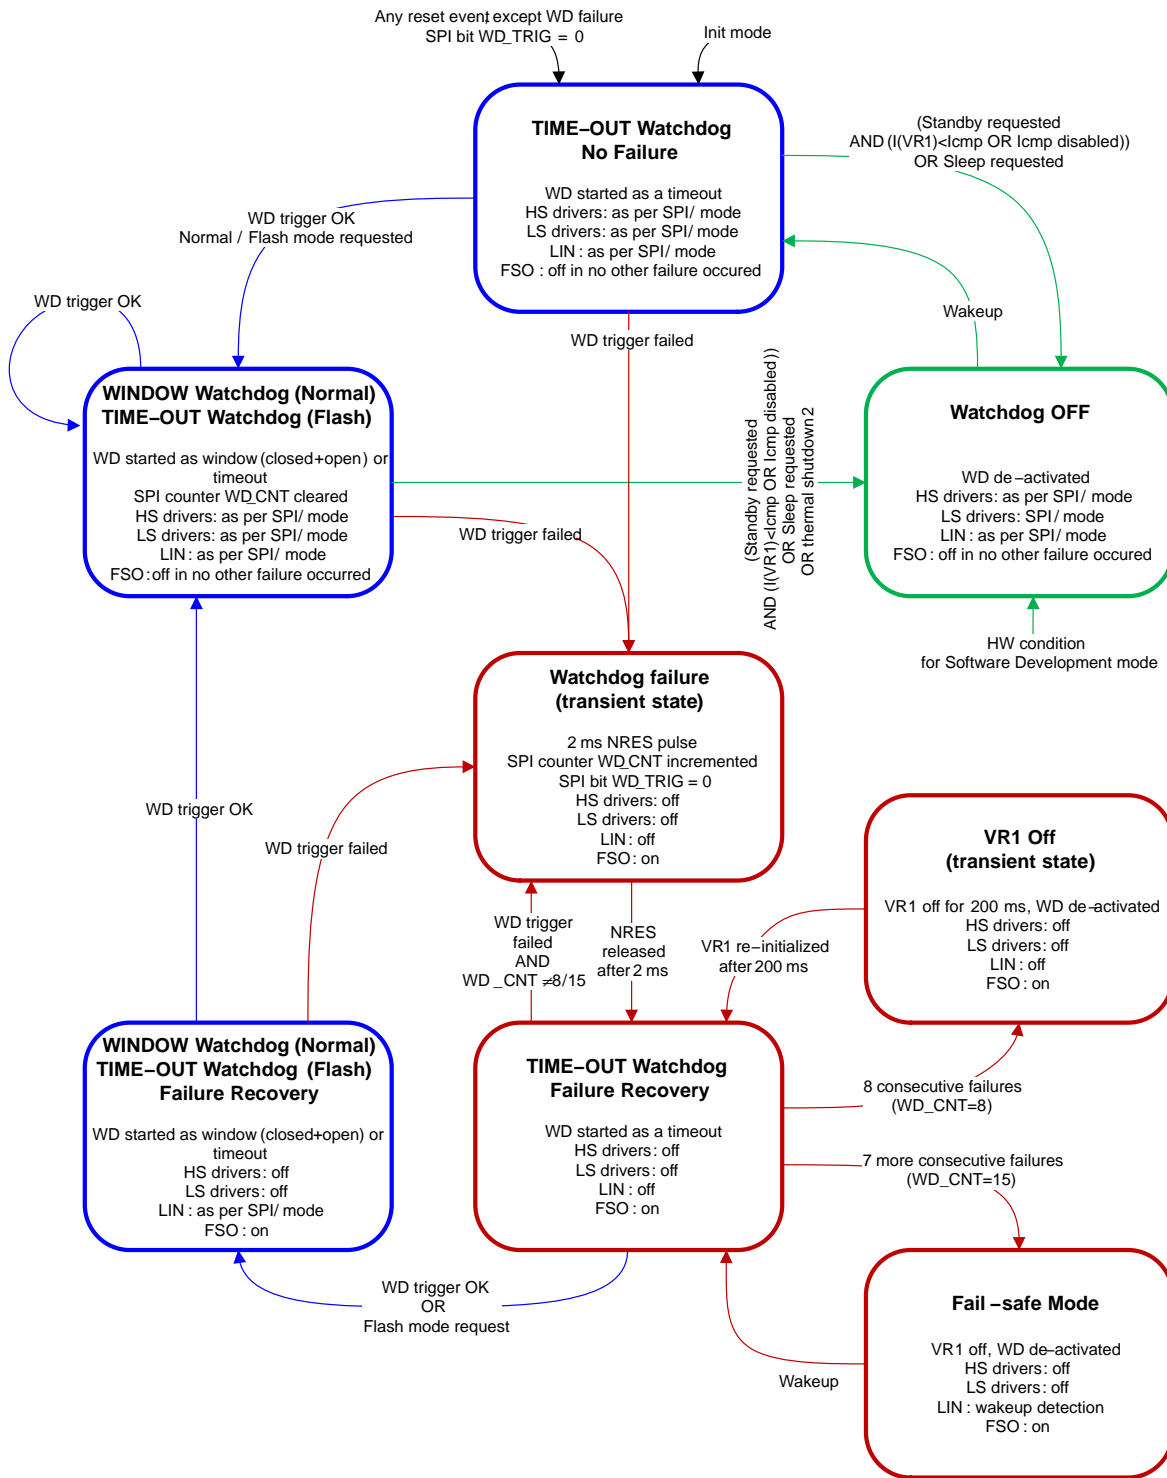 Any reset event, except WD failure
SPI bit WD_TRIG = 0
Init mode
TIME–OUT Watchdog
No Failure
WD started as a timeout
HS drivers: as per SPI/ mode
LS drivers: as per SPI/ mode
LIN : as per SPI/ mode
FSO : off in no other failure occured
(Standby requested
AND (I(VR1)<Icmp OR Icmp disabled))
OR Sleep requested
WD trigger OK
Normal / Flash mode requested
Wakeup
WD trigger OK
WD trigger failed
WINDOW Watchdog (Normal)
TIME–OUT Watchdog (Flash)
WD started as window (closed+open) or
timeout
SPI counter WD_CNT cleared
HS drivers: as per SPI/ mode
LS drivers: as per SPI/ mode
LIN : as per SPI/ mode
FSO : off in no other failure occurred
(Standby requested
AND (I(VR1)<Icmp OR Icmp disabled))
OR Sleep requested
OR thermal shutdown 2
Watchdog OFF
WD de–activated
HS drivers: as per SPI/ mode
LS drivers: SPI/ mode
LIN : as per SPI/ mode
FSO : off in no other failure occured
WD trigger failed
HW condition
for Software Development mode
Watchdog failure
(transient state)
2 ms NRES pulse
SPI counter WD_CNT incremented
SPI bit WD_TRIG = 0
HS drivers: off
LS drivers: off
LIN : off
FSO : on
WD trigger OK
WD trigger failed
VR1 Off
(transient state)
VR1 off for 200 ms, WD de–activated
HS drivers: off
LS drivers: off
LIN : off
FSO : on
WD trigger
failed
AND
WD _CNT ≠8/15
NRES
released
after 2 ms
VR1 re–initialized
after 200 ms
WINDOW Watchdog (Normal)
TIME–OUT Watchdog (Flash)
Failure Recovery
WD started as window (closed+open) or
timeout
HS drivers: off
LS drivers: off
LIN : as per SPI/ mode
FSO : on
TIME–OUT Watchdog
Failure Recovery
WD started as a timeout
HS drivers: off
LS drivers: off
LIN : off
FSO : on
8 consecutive failures
(WD_CNT=8)
7 more consecutive failures
(WD_CNT=15)
WD trigger OK
OR
Flash mode request
Wakeup
Fail –safe Mode
VR1 off, WD de–activated
HS drivers: off
LS drivers: off
LIN : wakeup detection
FSO : on